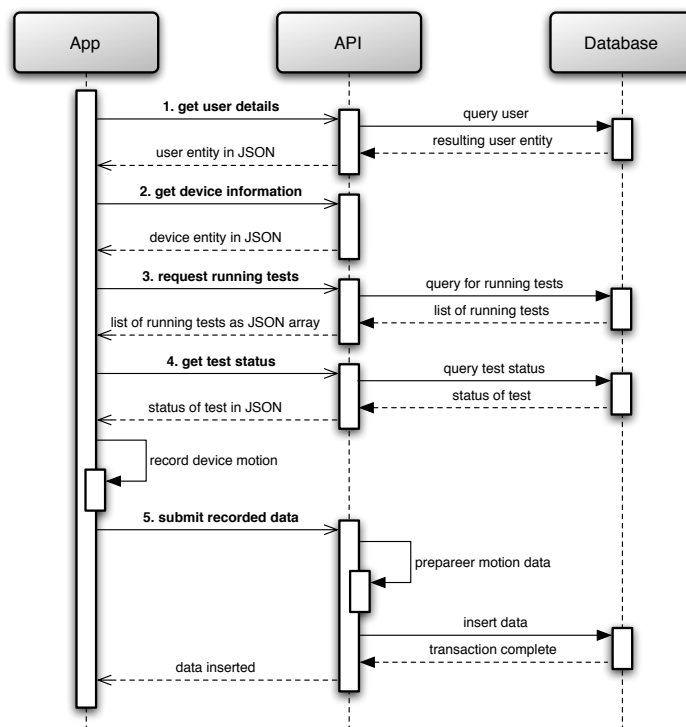 App
API
Database
1. get user details
query user
resulting user entity
user entity in JSON
2. get device information
device entity in JSON
3. request running tests
query for running tests
list of running tests
list of running tests as JSON array
4. get test status
query test status
status of test
status of test in JSON
record device motion
5. submit recorded data
prepareer motion data
insert data
transaction complete
data inserted